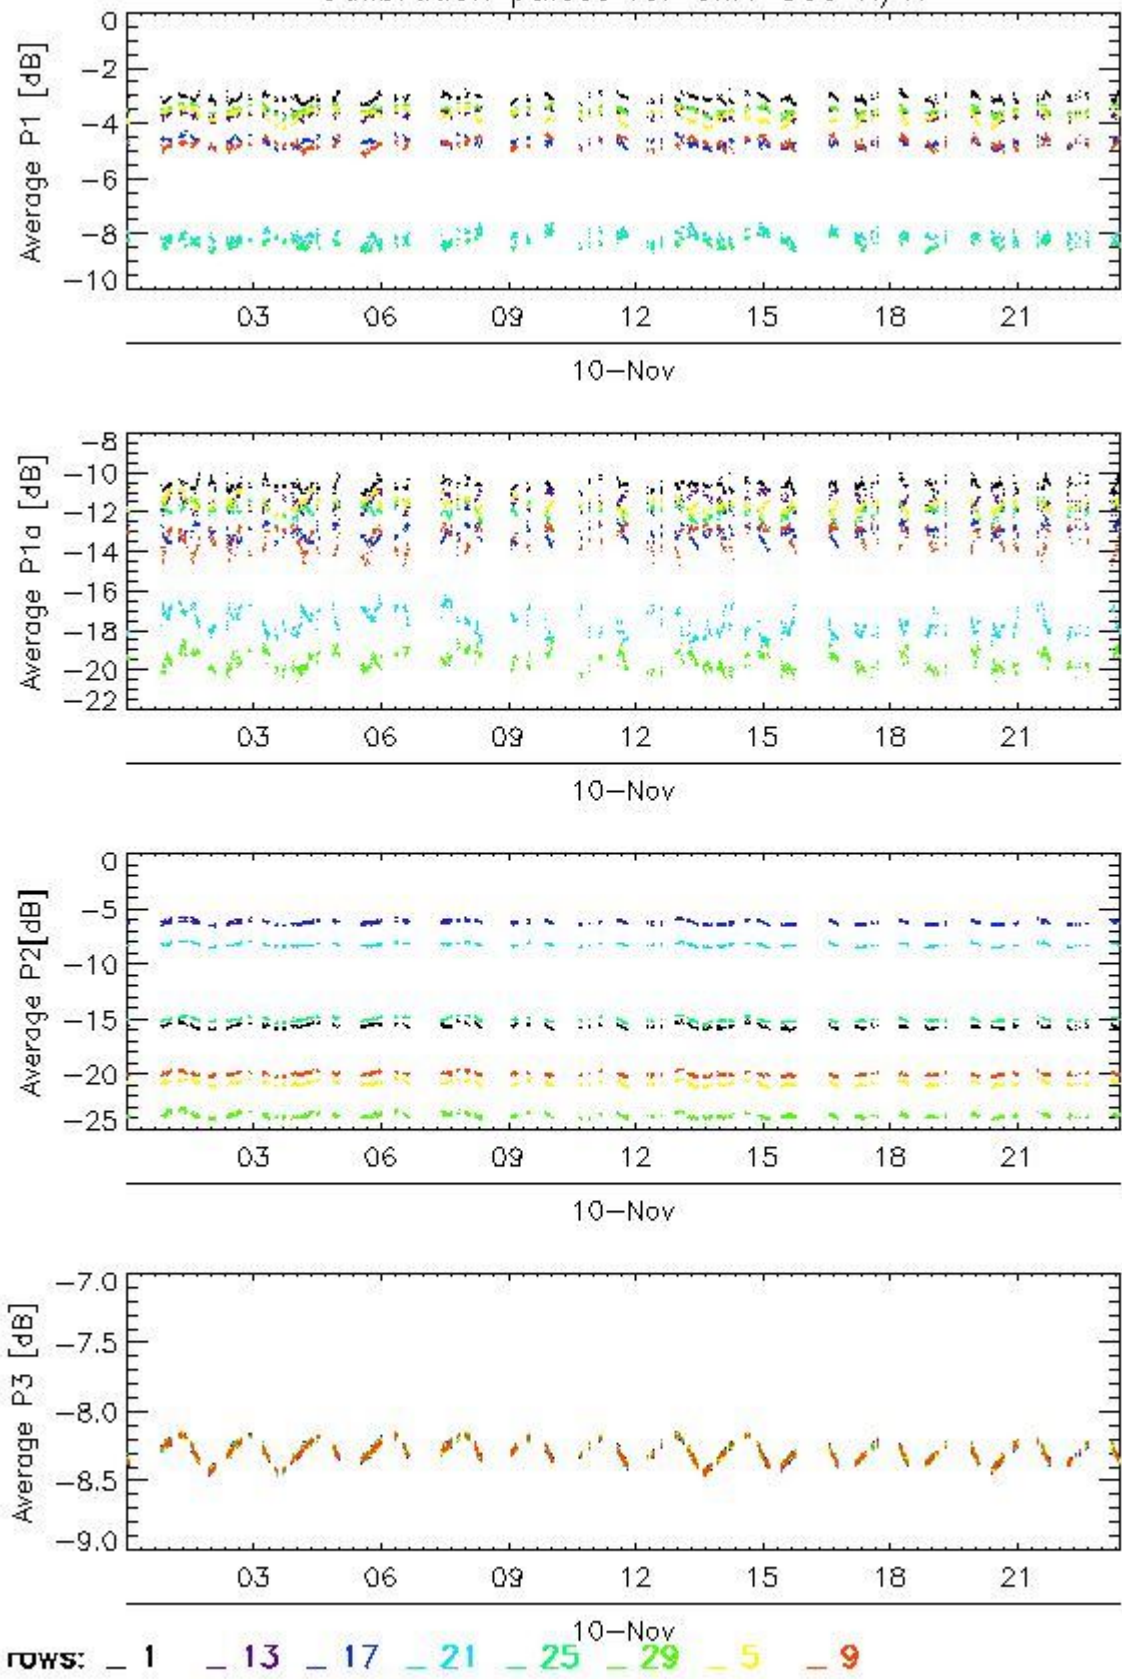 0
-2
-4
-6
-8
-10
Average P1 [dB]
03 06 09 12 15 18 21
10-Nov
-8
-10
-12
-14
-16
-18
-20
-22
Average P1a [dB]
03 06 09 12 15 18 21
10-Nov
0
-5
-10
-15
-20
-25
Average P2[dB]
03 06 09 12 15 18 21
10-Nov
-7.0
-7.5
-8.0
-8.5
-9.0
Average P3 [dB]
03 06 09 12 15 18 21
10-Nov
rows: _ 1 _ 13 _ 17 _ 21 _ 25 _ 29 _ 5 _ 9